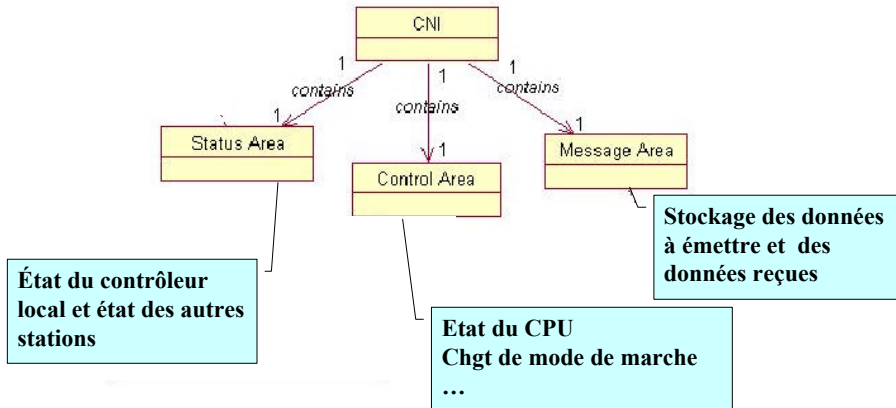 CNI
1
1
1
contains
contains
contains
1
1
1
Status Area
Control Area
Message Area
Stockage des données
à émettre et des
données reçues
État du contrôleur
local et état des autres
stations
Etat du CPU
Chgt de mode de marche
…